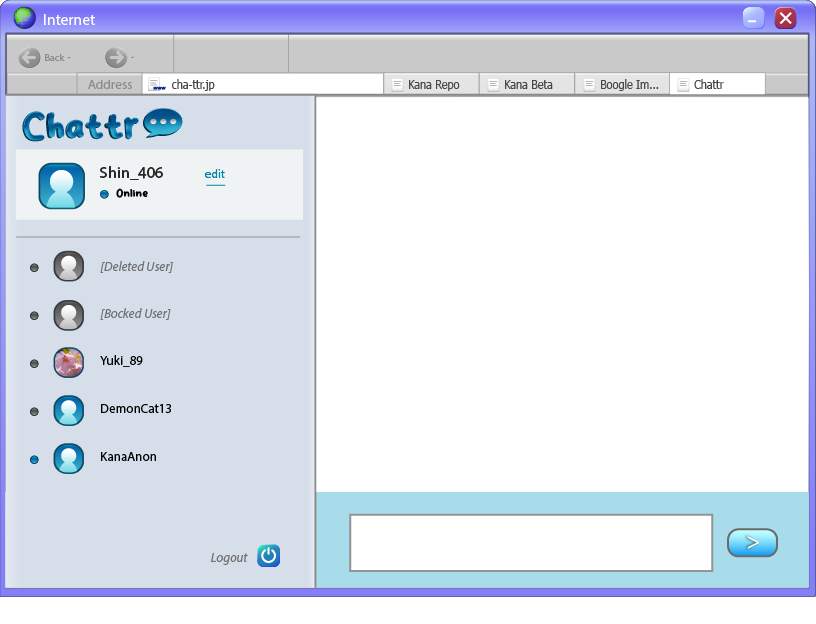 Internet
Back -
Address cha-ttr.jp Kana Repo Kana Beta Boogle Im... Chattr
Chattr
Shin_406 edit
Online
[Deleted User]
[Bocked User]
Yuki_89
DemonCat13
KanaAnon
Logout
>